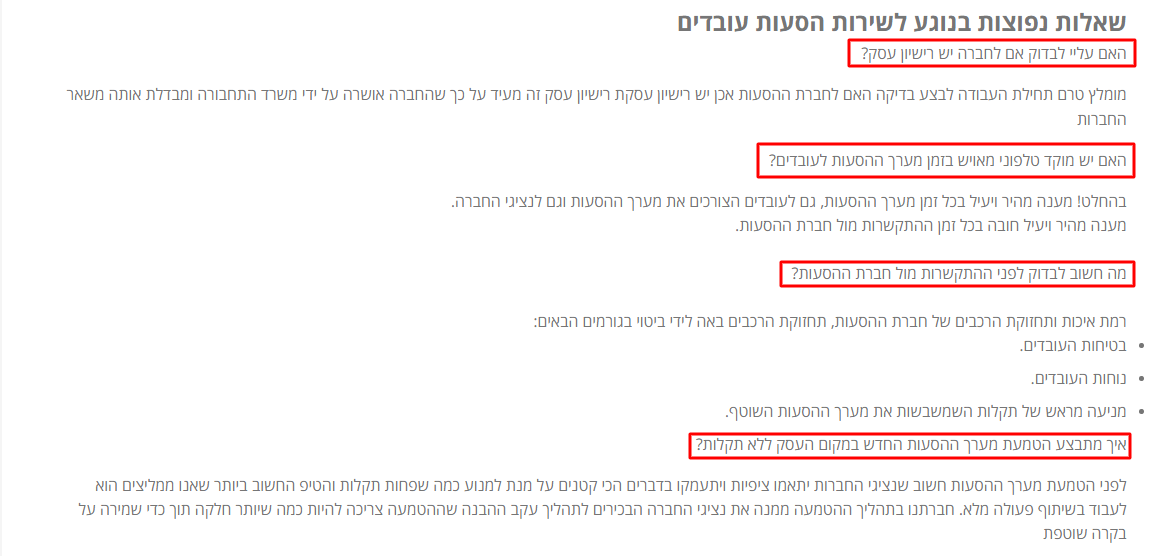 שאלות נפוצות בנוגע לשירות הסעות עובדים
האם עליי לבדוק אם לחברה יש רישיון עסק?
מומלץ טרם תחילת העבודה לבצע בדיקה האם לחברת ההסעות אכן יש רישיון עסקת רישיון עסק זה מעיד על כך שהחברה אושרה על ידי משרד התחבורה ומבדלת אותה משאר
החברות
האם יש מוקד טלפוני מאויש בזמן מערך ההסעות לעובדים?
בהחלט! מענה מהיר ויעיל בכל זמן מערך ההסעות, גם לעובדים הצורכים את מערך ההסעות וגם לנציגי החברה.
מענה מהיר ויעיל חובה בכל זמן ההתקשרות מול חברת ההסעות.
מה חשוב לבדוק לפני ההתקשרות מול חברת ההסעות?
רמת איכות ותחזוקת הרכבים של חברת ההסעות, תחזוקת הרכבים באה לידי ביטוי בגורמים הבאים:
• בטיחות העובדים.
• נוחות העובדים.
• מניעה מראש של תקלות השמשבשות את מערך ההסעות השוטף.
איך מתבצע הטמעת מערך ההסעות החדש במקום העסק ללא תקלות?
לפני הטמעת מערך ההסעות חשוב שנציגי החברות יתאמו ציפיות ויתעמקו בדברים הכי קטנים על מנת למנוע כמה שפחות תקלות והטיפ החשוב ביותר שאנו ממליצים הוא
לעבוד בשיתוף פעולה מלא. חברתנו בתהליך ההטמעה ממנה את נציגי החברה הבכירים לתהליך עקב ההבנה שההטמעה צריכה להיות כמה שיותר חלקה תוך כדי שמירה על
בקרה שוטפת